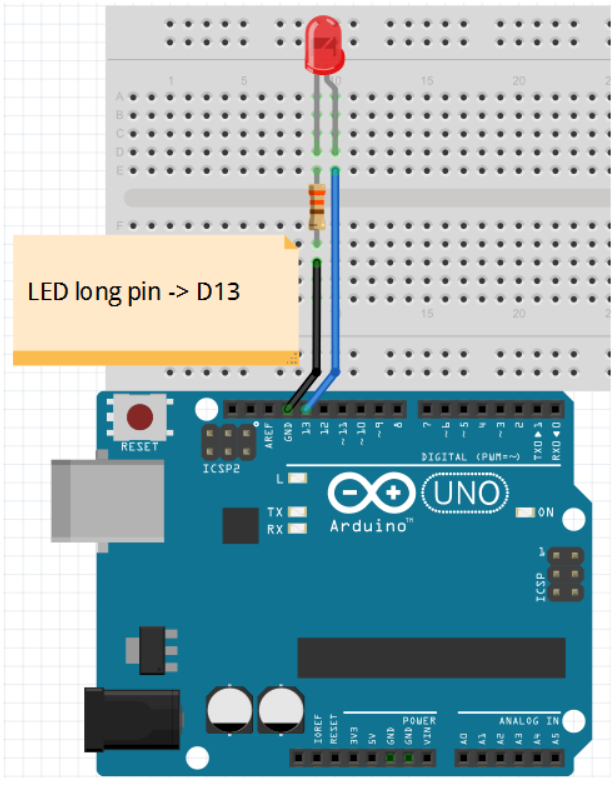 1 5 10 15 20
A
B
C
D
E
F
LED long pin -> D13
15 20
RESET
ICSP2
AREF
GND
13
12
~11
~10
~9
8
7
~6
~5
4
~3
2
TX0▶1
RX0◀0
DIGITAL (PWM=~)
L
TX
RX
Arduino™
UNO
ON
1
ICSP
POWER
ANALOG IN
IOREF
RESET
3V3
5V
GND
GND
VIN
A0
A1
A2
A3
A4
A5